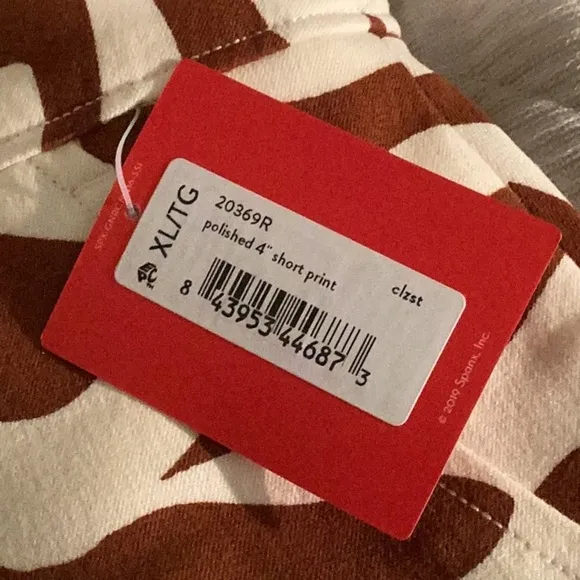 XL/TG
20369R
polished 4" short print
clzst
8 43953 44687 3
© 2019 Spanx, Inc.